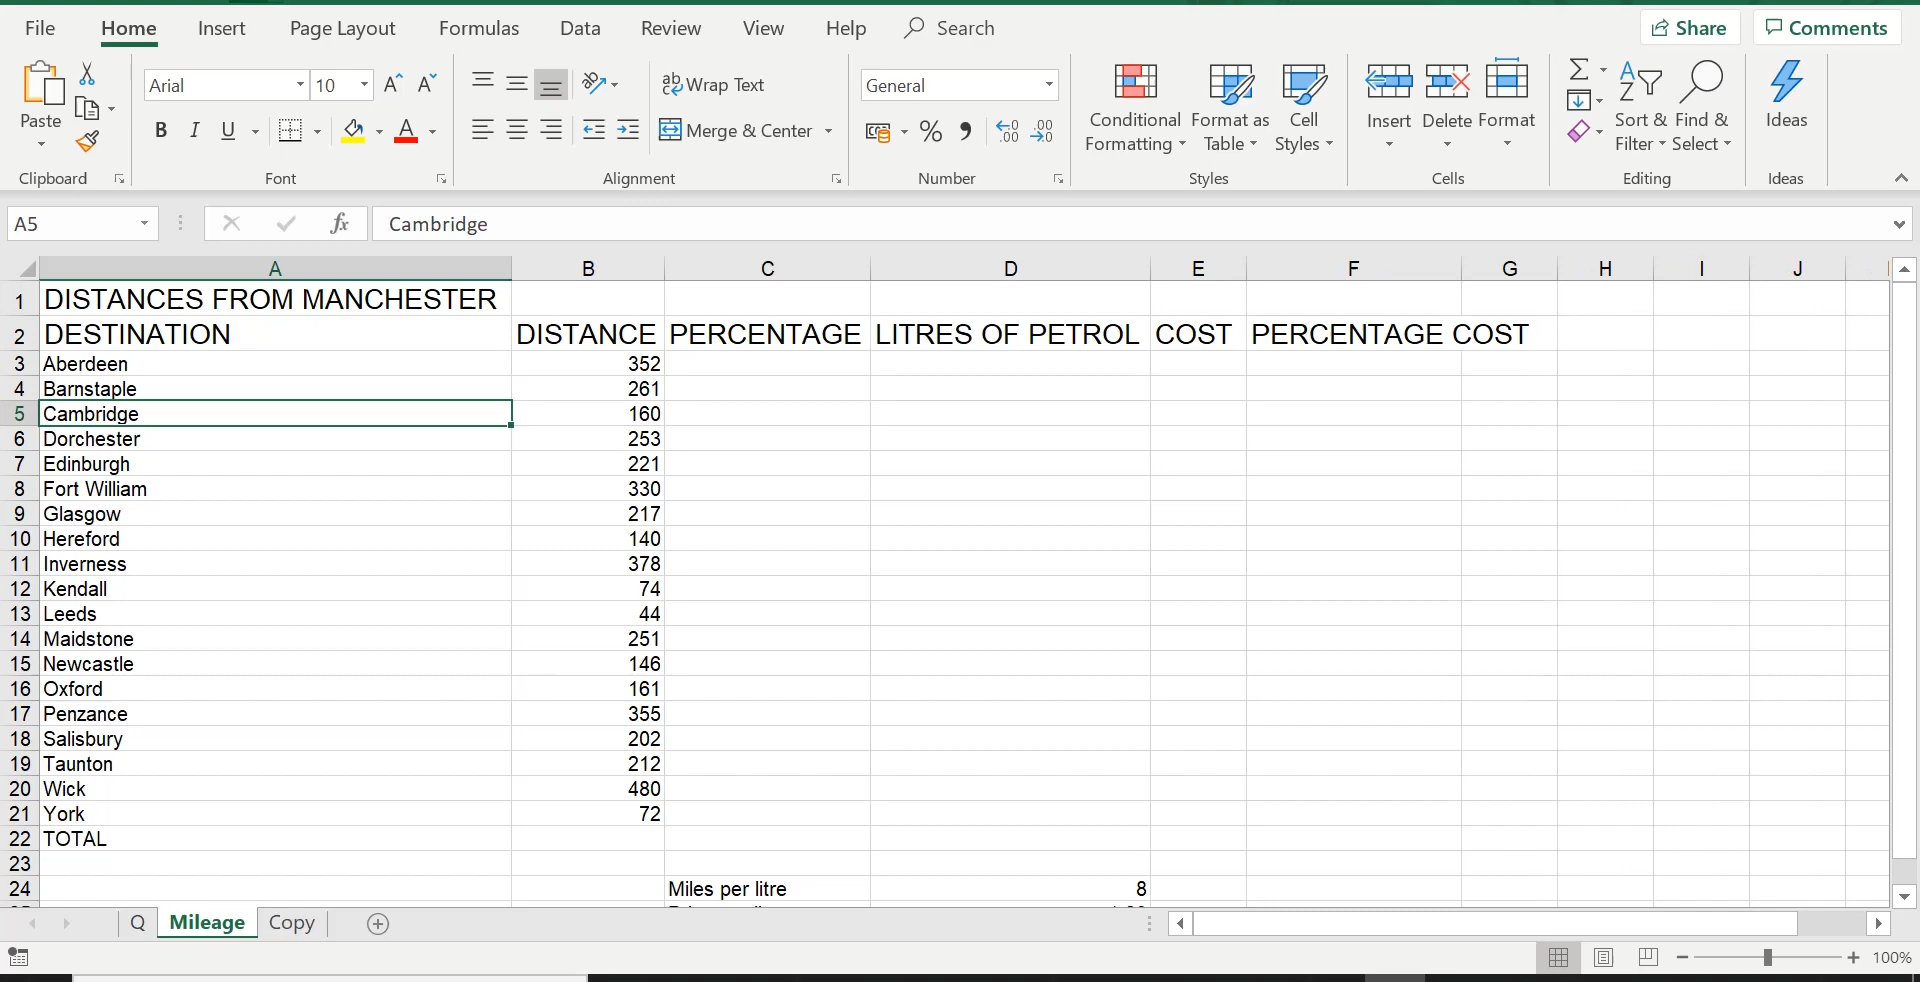 File Home Insert Page Layout Formulas Data Review View Help Search Share Comments
Arial 10 A^ A˅ ab Wrap Text General
Paste B I U A Merge & Center % , .00 .00
Conditional Formatting Format as Table Cell Styles Insert Delete Format Σ Sort & Filter Find & Select Ideas
Clipboard Font Alignment Number Styles Cells Editing Ideas
A5 fx Cambridge
A B C D E F G H I J
1 DISTANCES FROM MANCHESTER
2 DESTINATION DISTANCE PERCENTAGE LITRES OF PETROL COST PERCENTAGE COST
3 Aberdeen 352
4 Barnstaple 261
5 Cambridge 160
6 Dorchester 253
7 Edinburgh 221
8 Fort William 330
9 Glasgow 217
10 Hereford 140
11 Inverness 378
12 Kendall 74
13 Leeds 44
14 Maidstone 251
15 Newcastle 146
16 Oxford 161
17 Penzance 355
18 Salisbury 202
19 Taunton 212
20 Wick 480
21 York 72
22 TOTAL
23
24 Miles per litre 8
Q Mileage Copy
100%